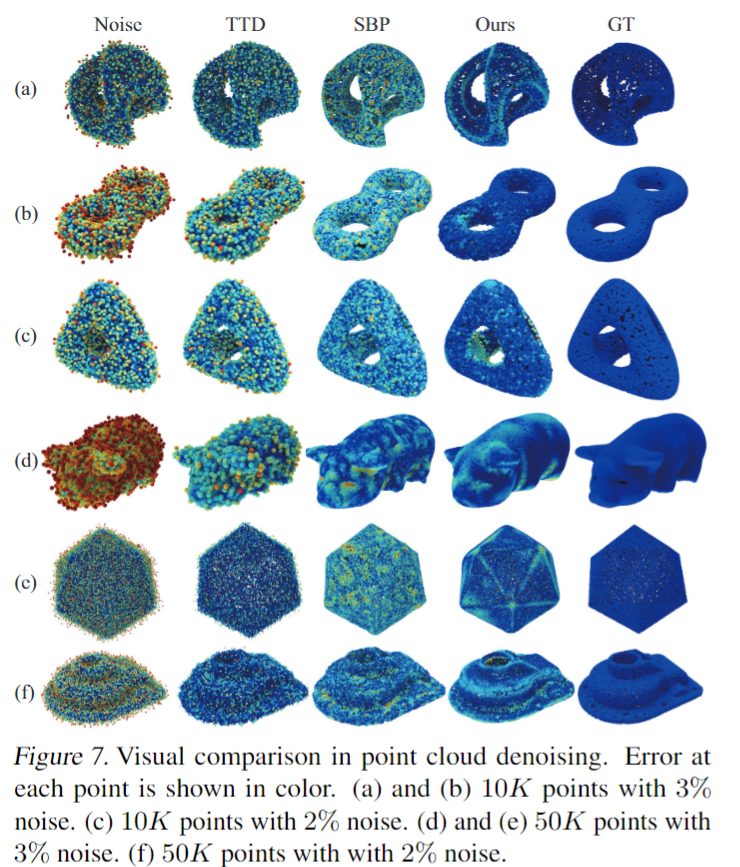 Noise TTD SBP Ours GT
(a)
(b)
(c)
(d)
(e)
(f)
Figure 7. Visual comparison in point cloud denoising. Error at
each point is shown in color. (a) and (b) 10K points with 3%
noise. (c) 10K points with 2% noise. (d) and (e) 50K points with
3% noise. (f) 50K points with with 2% noise.